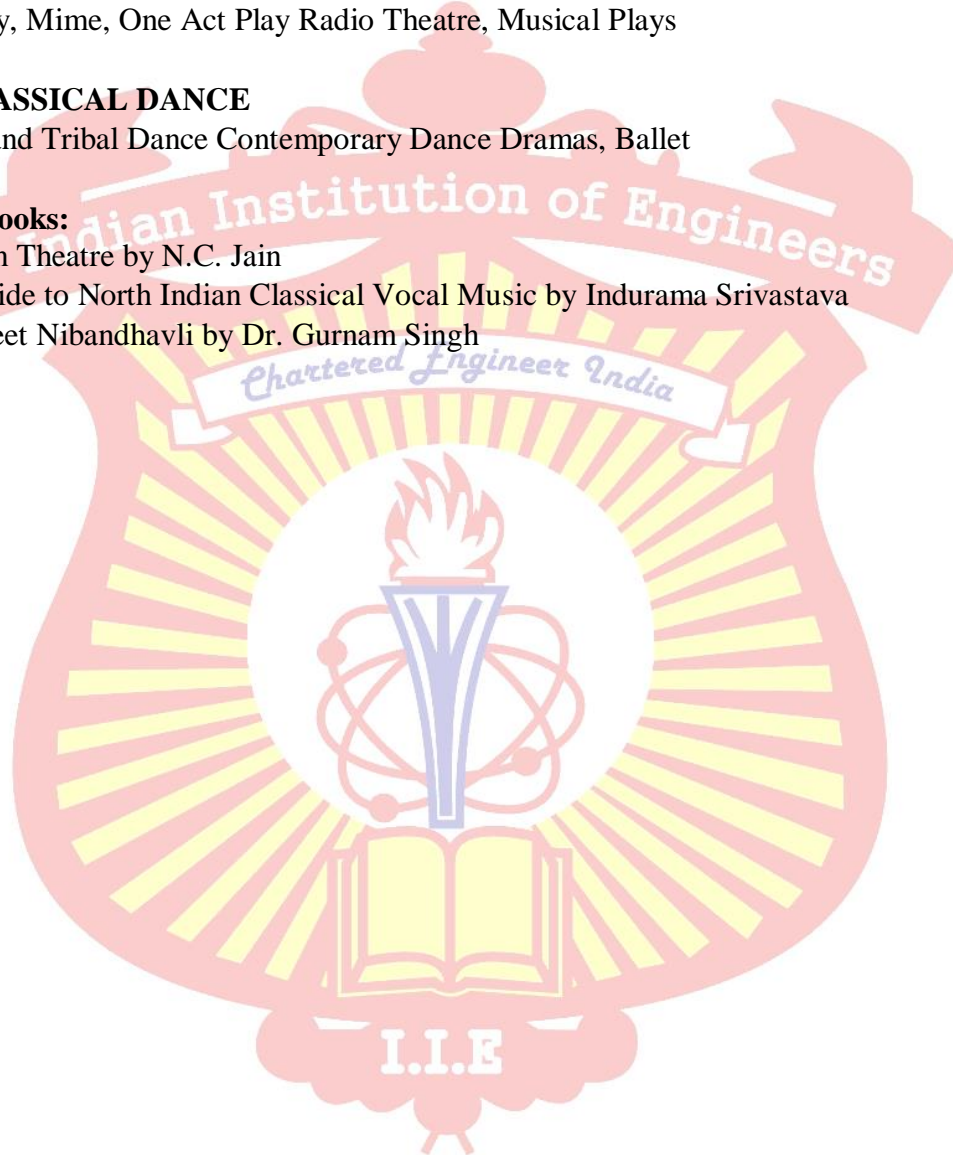 y, Mime, One Act Play Radio Theatre, Musical Plays
ASSICAL DANCE
and Tribal Dance Contemporary Dance Dramas, Ballet
ooks:
n Theatre by N.C. Jain
ide to North Indian Classical Vocal Music by Indurama Srivastava
eet Nibandhavli by Dr. Gurnam Singh
Indian Institution of Engineers
Chartered Engineer India
I.I.E